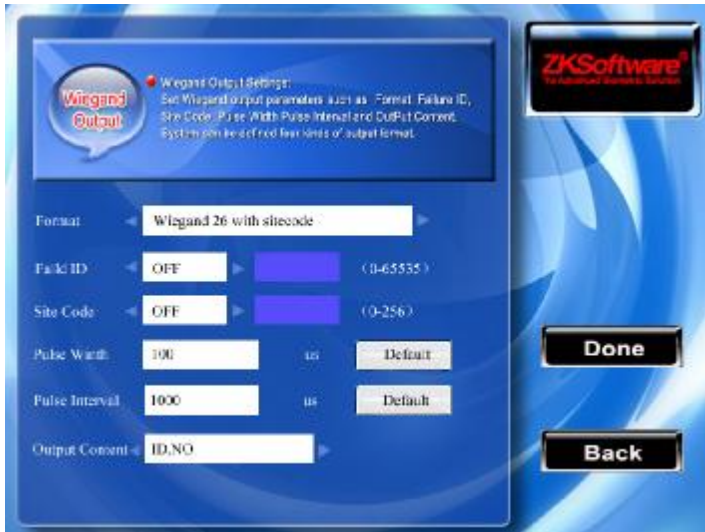 Wiegand
Output
Wiegand Output Settings:
Set Wiegand output parameters such as Format, Failure ID,
Site Code, Pulse Width Pulse Interval and OutPut Content.
System can be defined four kinds of output format.
ZKSoftware
Format Wiegand 26 with sitecode
Faild ID OFF (0-65535)
Site Code OFF (0-256)
Pulse Width 100 us Default
Pulse Interval 1000 us Default
Output Content ID.NO
Done
Back